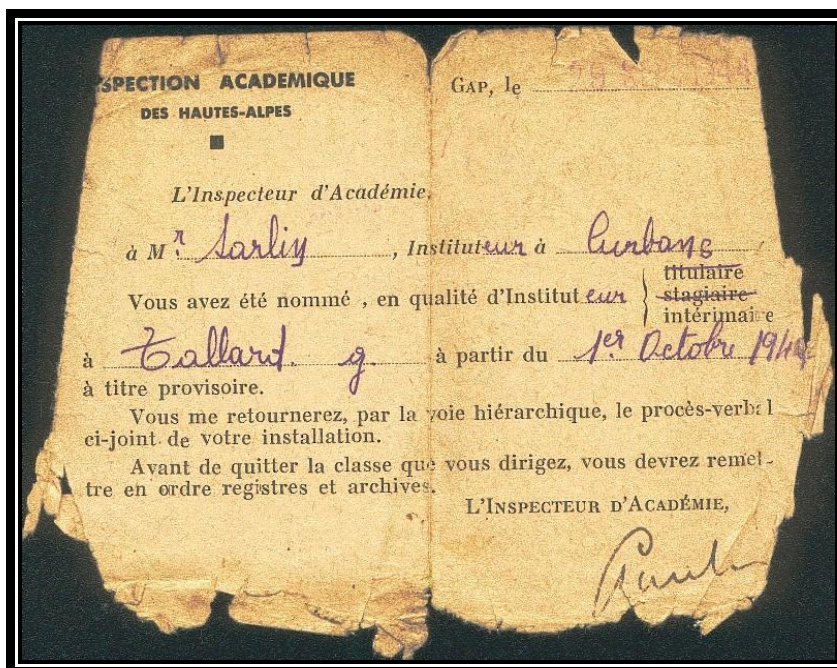 SPECTION ACADEMIQUE
DES HAUTES-ALPES
GAP, le
L'Inspecteur d'Académie,
à Mr. Sarlin, Instituteur à Curbans,
titulaire
Vous avez été nommé, en qualité d'Instituteur } stagiaire
intérimaire
à Tallard. g. à partir du 1er Octobre 1944
à titre provisoire.
Vous me retournerez, par la voie hiérarchique, le procès-verbal
ci-joint de votre installation.
Avant de quitter la classe que vous dirigez, vous devrez remet-
tre en ordre registres et archives.
L'INSPECTEUR D'ACADÉMIE,